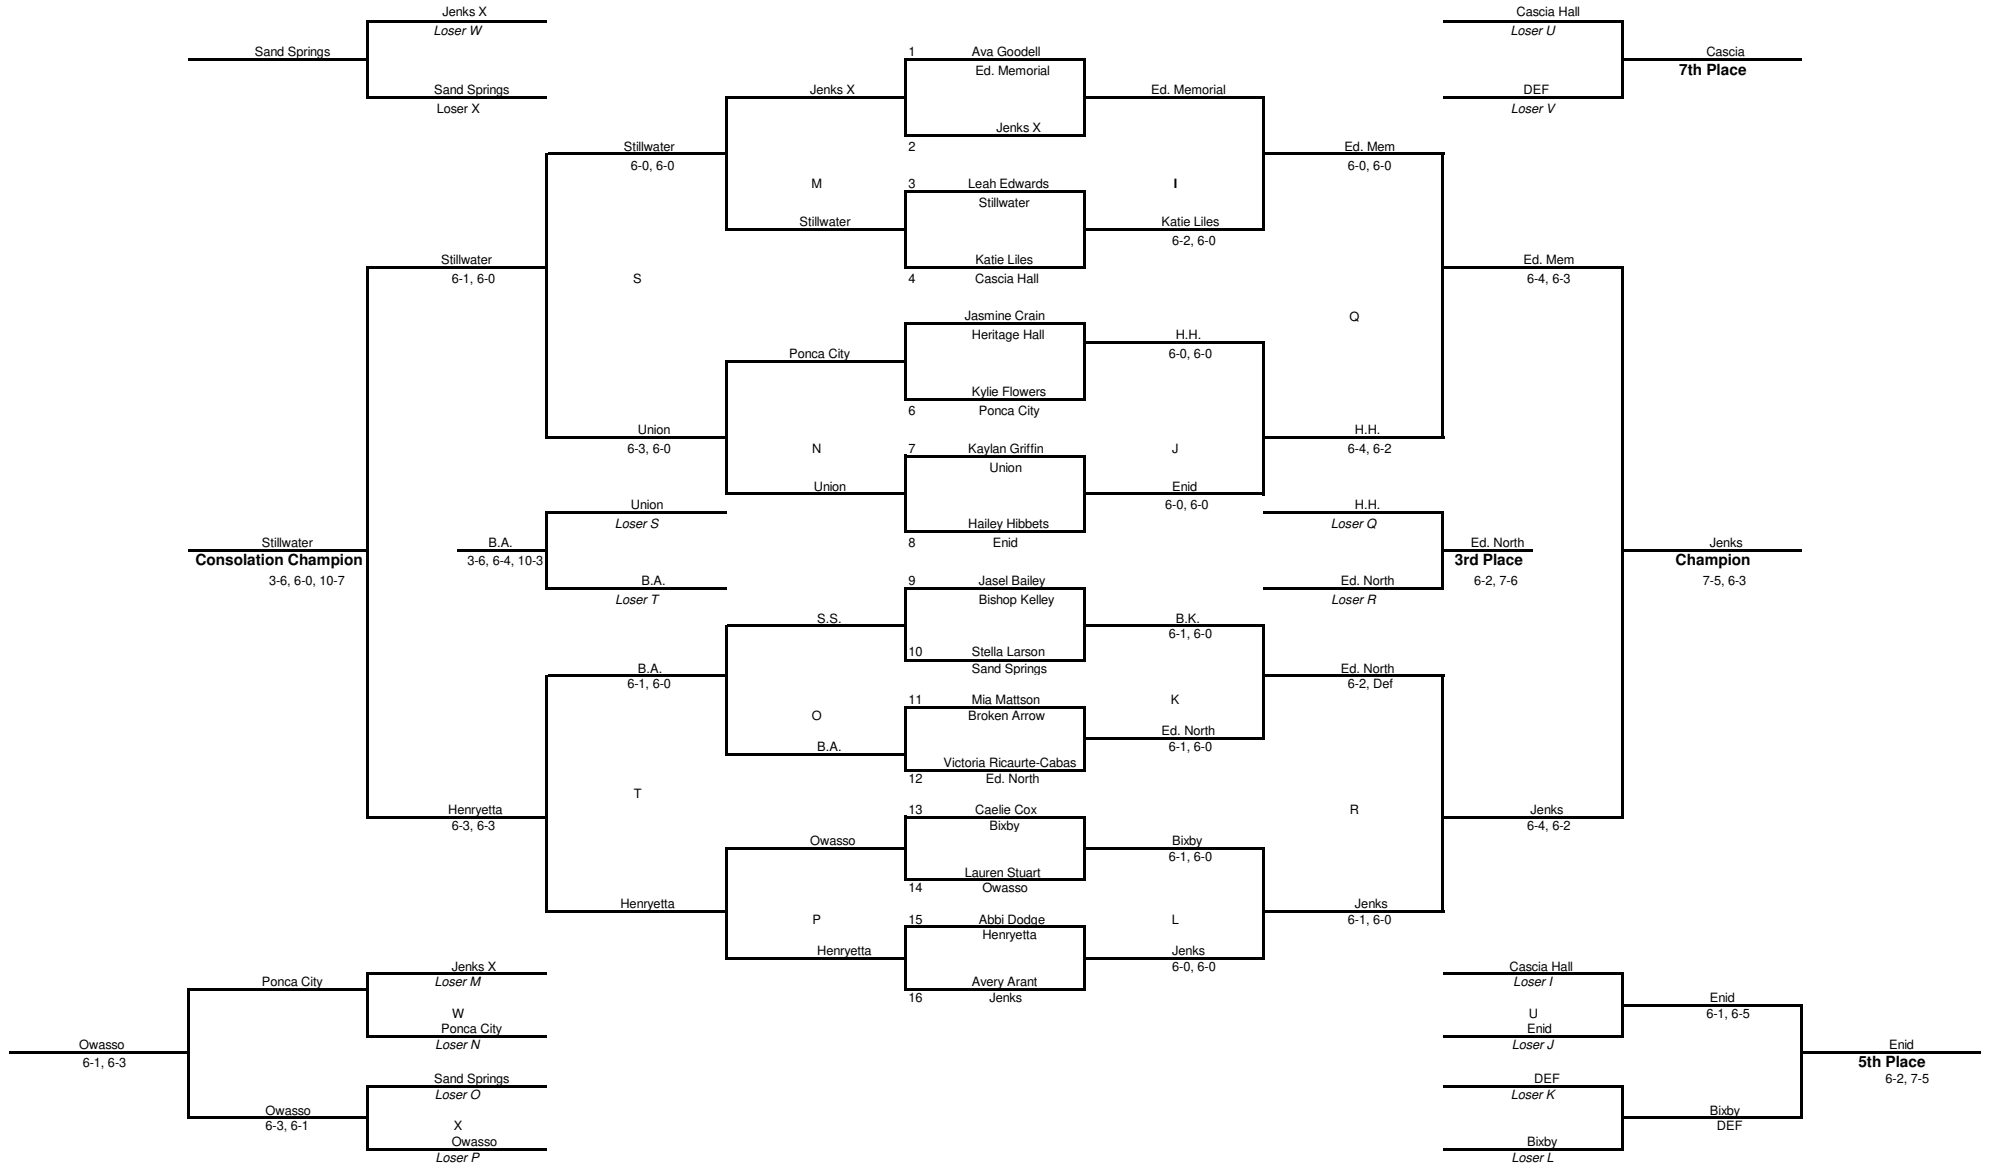 Jenks X
Cascia Hall
Loser W
Loser U
Sand Springs
1
Ava Goodell
Cascia
Ed. Memorial
7th Place
Sand Springs
Jenks X
Ed. Memorial
DEF
Loser X
Loser V
Jenks X
Stillwater
2
Ed. Mem
6-0, 6-0
6-0, 6-0
M
3
Leah Edwards
I
Stillwater
Stillwater
Katie Liles
6-2, 6-0
Stillwater
Katie Liles
Ed. Mem
6-1, 6-0
S
4
Cascia Hall
6-4, 6-3
Jasmine Crain
Q
Heritage Hall
H.H.
Ponca City
6-0, 6-0
Kylie Flowers
6
Ponca City
Union
H.H.
6-3, 6-0
N
7
Kaylan Griffin
J
6-4, 6-2
Union
Union
Enid
Union
6-0, 6-0
H.H.
Loser S
Hailey Hibbets
Loser Q
Stillwater
B.A.
8
Enid
Ed. North
Jenks
Consolation Champion
3-6, 6-4, 10-3
3rd Place
Champion
3-6, 6-0, 10-7
B.A.
9
Jasel Bailey
Ed. North
6-2, 7-6
7-5, 6-3
Loser T
Bishop Kelley
Loser R
S.S.
B.K.
6-1, 6-0
10
Stella Larson
B.A.
Sand Springs
Ed. North
6-1, 6-0
6-2, Def
11
Mia Mattson
K
O
Broken Arrow
Ed. North
B.A.
6-1, 6-0
Victoria Ricaurte-Cabas
12
Ed. North
T
Henryetta
13
Caelie Cox
R
Jenks
6-3, 6-3
Bixby
6-4, 6-2
Owasso
Bixby
6-1, 6-0
Lauren Stuart
14
Owasso
Henryetta
Jenks
P
15
Abbi Dodge
L
6-1, 6-0
Henryetta
Henryetta
Jenks
Jenks X
6-0, 6-0
Cascia Hall
Ponca City
Loser M
Avery Arant
Loser I
16
Jenks
Enid
W
U
6-1, 6-5
Ponca City
Enid
Owasso
Loser N
Loser J
Enid
6-1, 6-3
5th Place
Sand Springs
DEF
6-2, 7-5
Loser O
Loser K
Owasso
Bixby
6-3, 6-1
X
DEF
Owasso
Bixby
Loser P
Loser L